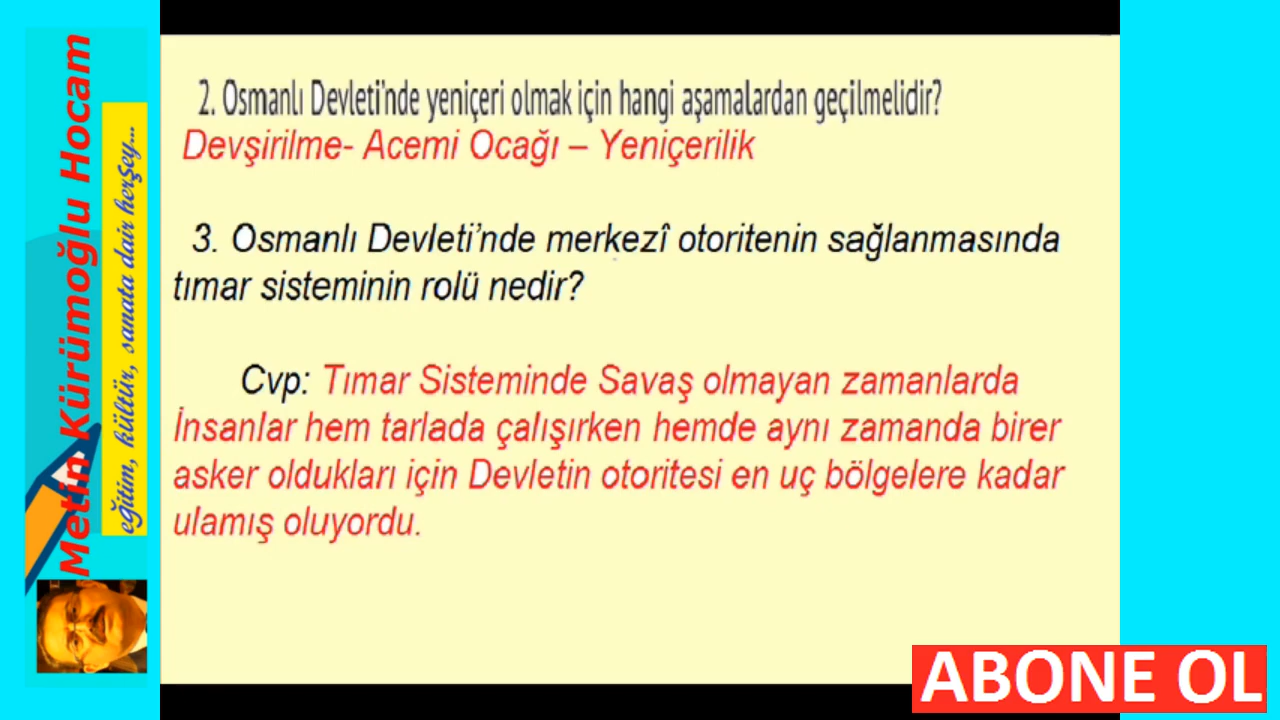 Metin Kürümoğlu Hocam
eğitim, kültür, sanata dair herşey...
2. Osmanlı Devleti'nde yeniçeri olmak için hangi aşamalardan geçilmelidir?
Devşirilme- Acemi Ocağı – Yeniçerilik
3. Osmanlı Devleti'nde merkezî otoritenin sağlanmasında
tımar sisteminin rolü nedir?
Cvp: Tımar Sisteminde Savaş olmayan zamanlarda
İnsanlar hem tarlada çalışırken hemde aynı zamanda birer
asker oldukları için Devletin otoritesi en uç bölgelere kadar
ulamış oluyordu.
ABONE OL